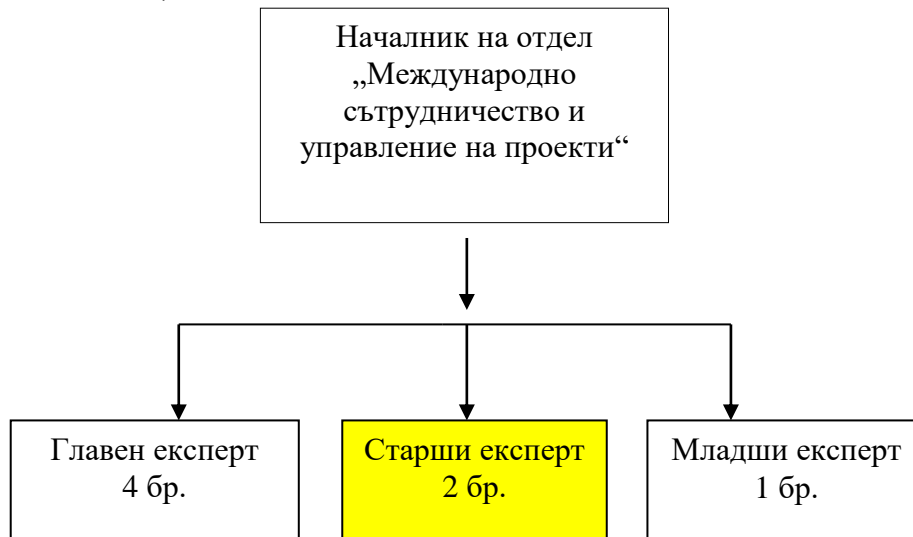 Началник на отдел
„Международно
сътрудничество и
управление на проекти“
Главен експерт
4 бр.
Старши експерт
2 бр.
Младши експерт
1 бр.